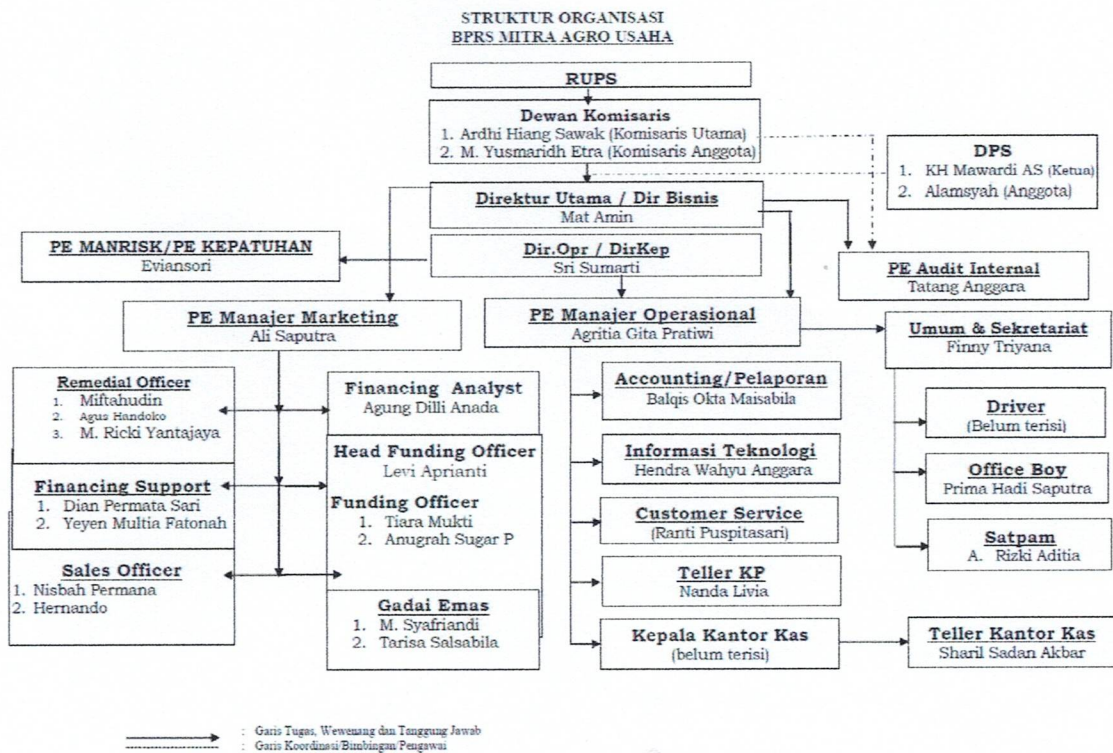 STRUKTUR ORGANISASI
BPRS MITRA AGRO USAHA
RUPS
Dewan Komisaris
1. Ardhi Hiang Sawak (Komisaris Utama)
2. M. Yusmaridh Etra (Komisaris Anggota)
DPS
1. KH Mawardi AS (Ketua)
2. Alamsyah (Anggota)
Direktur Utama / Dir Bisnis
Mat Amin
PE MANRISK/PE KEPATUHAN
Eviansori
Dir.Opr / DirKep
Sri Sumarti
PE Audit Internal
Tatang Anggara
PE Manajer Marketing
Ali Saputra
PE Manajer Operasional
Agritia Gita Pratiwi
Umum & Sekretariat
Finny Triyana
Remedial Officer
1. Miftahudin
2. Agus Handoko
3. M. Ricki Yantajaya
Financing Analyst
Agung Dilli Anada
Accounting/Pelaporan
Balqis Okta Maisabila
Driver
(Belum terisi)
Head Funding Officer
Levi Aprianti
Informasi Teknologi
Hendra Wahyu Anggara
Office Boy
Prima Hadi Saputra
Financing Support
1. Dian Permata Sari
2. Yeyen Multia Fatonah
Funding Officer
1. Tiara Mukti
2. Anugrah Sugar P
Customer Service
(Ranti Puspitasari)
Satpam
A. Rizki Aditia
Sales Officer
1. Nisbah Permana
2. Hernando
Teller KP
Nanda Livia
Gadai Emas
1. M. Syafriandi
2. Tarisa Salsabila
Kepala Kantor Kas
(belum terisi)
Teller Kantor Kas
Sharil Sadan Akbar
: Garis Tugas, Wewenang dan Tanggung Jawab
: Garis Koordinasi/Bimbingan/Pengawai